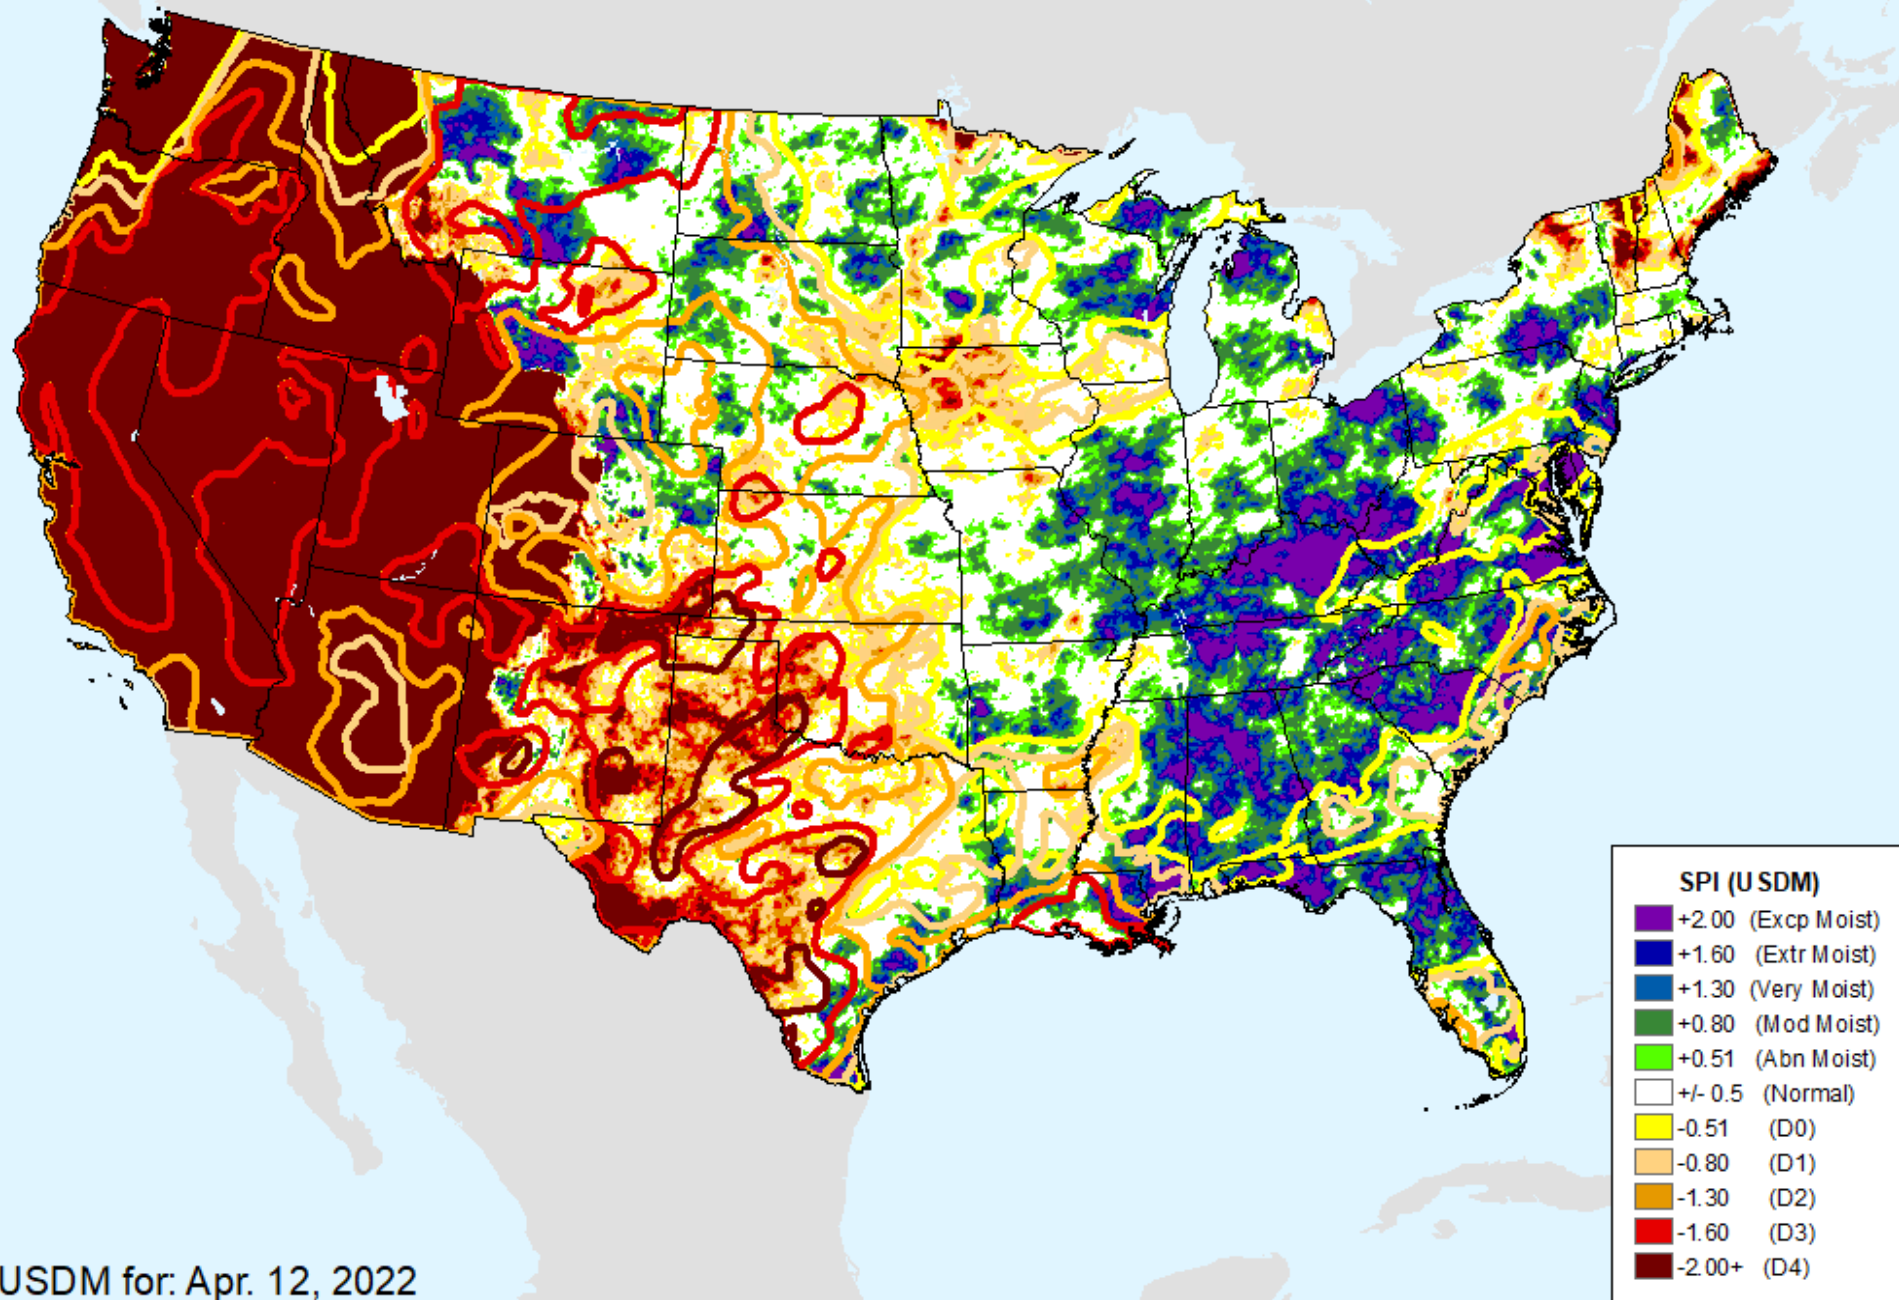 SPI (USDM)
+2.00 (Excp Moist)
+1.60 (Extr Moist)
+1.30 (Very Moist)
+0.80 (Mod Moist)
+0.51 (Abn Moist)
+/- 0.5 (Normal)
-0.51 (D0)
-0.80 (D1)
-1.30 (D2)
-1.60 (D3)
-2.00+ (D4)
USDM for: Apr. 12, 2022